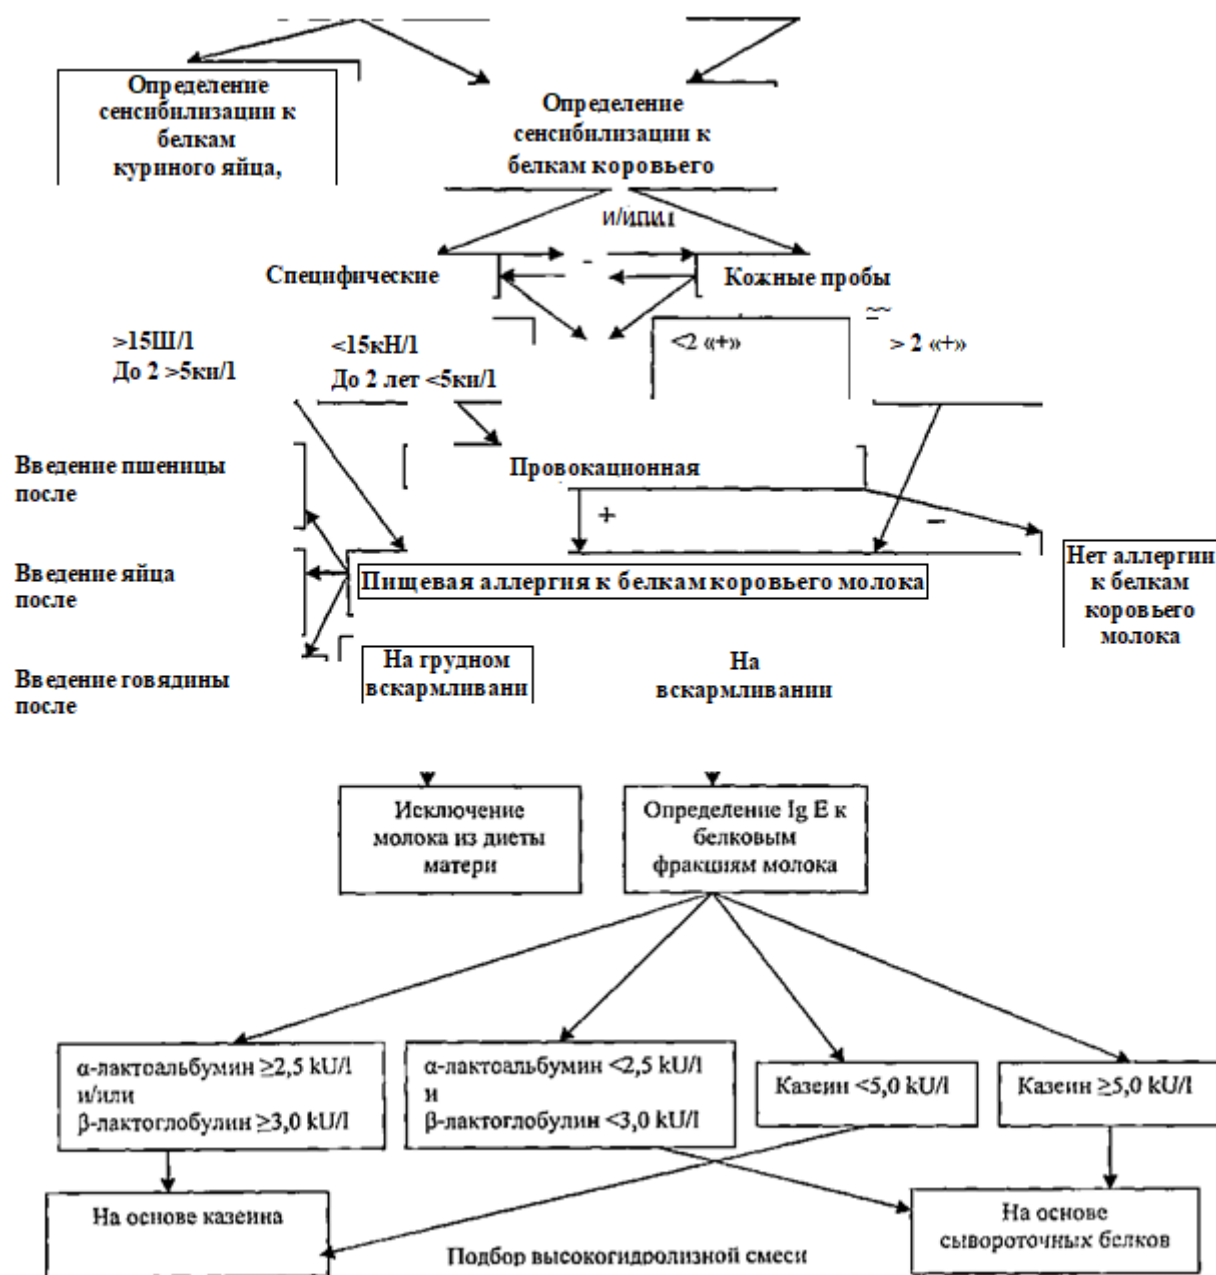 Определение
сенсибилизации к
белкам
куриного яйца,
Определение
сенсибилизации к
белкам коровьего
и/или
Специфические
Кожные пробы
>15Ш/1
До 2 >5ки/1
<15кН/1
До 2 лет <5ки/1
<2 «+»
> 2 «+»
Введение пшеницы
после
Провокационная
+
–
Введение яйца
после
Пищевая аллергия к белкам коровьего молока
Нет аллергии
к белкам
коровьего
молока
Введение говядины
после
На грудном
вскармливани
На
вскармливании
Исключение
молока из диеты
матери
Определение Ig E к
белковым
фракциям молока
α-лактоальбумин ≥2,5 kU/l
и/или
β-лактоглобулин ≥3,0 kU/l
α-лактоальбумин <2,5 kU/l
и
β-лактоглобулин <3,0 kU/l
Казеин <5,0 kU/l
Казеин ≥5,0 kU/l
На основе казеина
На основе
сывороточных белков
Подбор высокогидролизной смеси